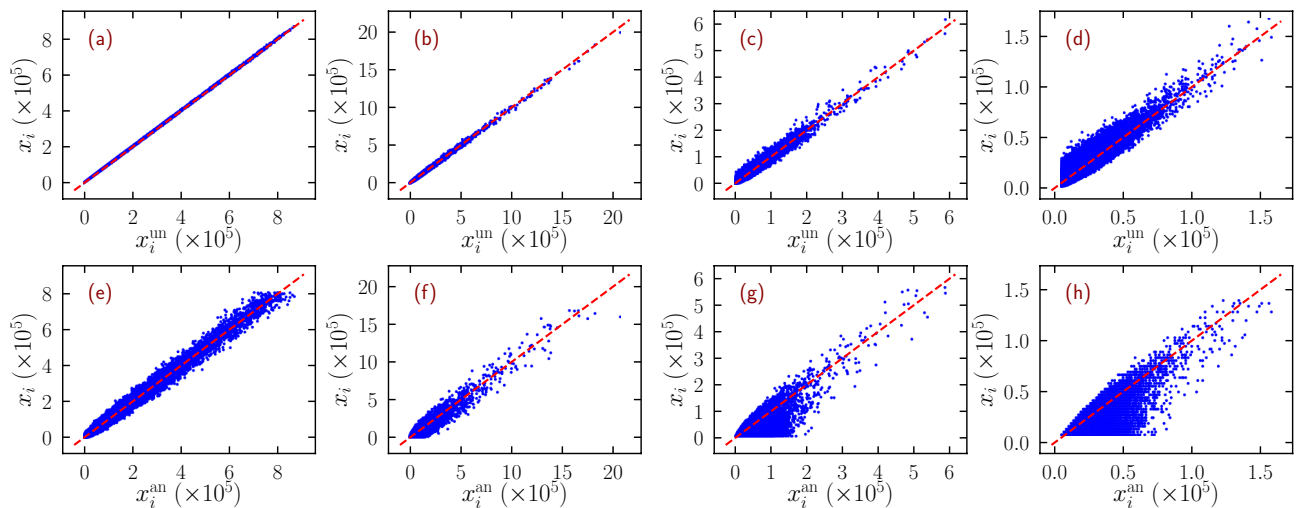 (a)
8
6
4
2
0
0 2 4 6 8
x_i (×10^5)
x_i^un (×10^5)
(b)
20
15
10
5
0
0 5 10 15 20
x_i (×10^5)
x_i^un (×10^5)
(c)
6
5
4
3
2
1
0
0 1 2 3 4 5 6
x_i (×10^5)
x_i^un (×10^5)
(d)
1.5
1.0
0.5
0.0
0.0 0.5 1.0 1.5
x_i (×10^5)
x_i^un (×10^5)
(e)
8
6
4
2
0
0 2 4 6 8
x_i (×10^5)
x_i^an (×10^5)
(f)
20
15
10
5
0
0 5 10 15 20
x_i (×10^5)
x_i^an (×10^5)
(g)
6
5
4
3
2
1
0
0 1 2 3 4 5 6
x_i (×10^5)
x_i^an (×10^5)
(h)
1.5
1.0
0.5
0.0
0.0 0.5 1.0 1.5
x_i (×10^5)
x_i^an (×10^5)